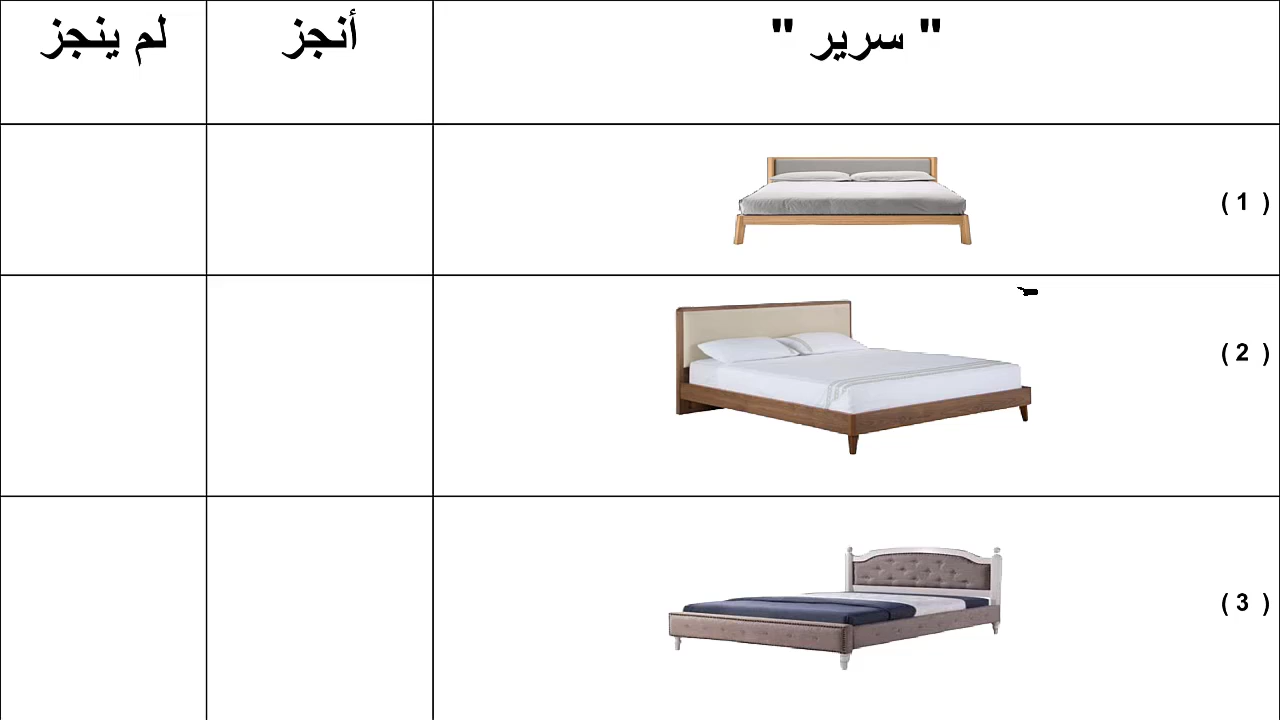 " سرير "
أنجز
لم ينجز
( 1 )
( 2 )
( 3 )